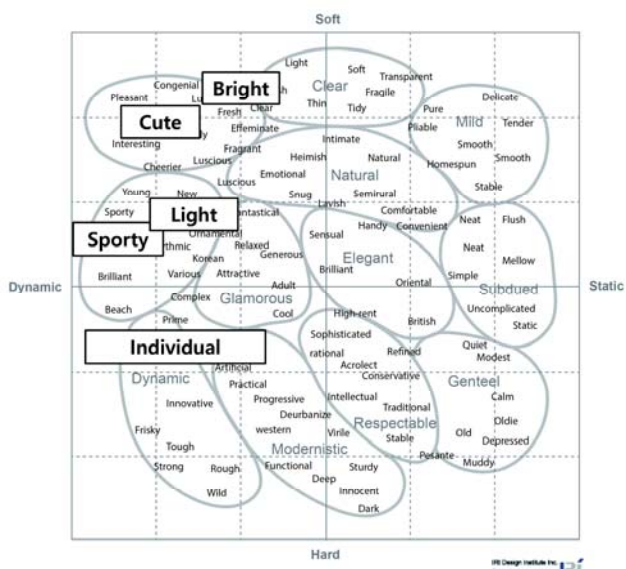 Soft
Light
Soft
Transparent
Clear
Congenial
Bright
Fragile
Pleasant
Thin
Tidy
Fresh
Clear
Pure
Delicate
Cute
Effeminate
Pliable
Mild
Tender
Interesting
Fragrant
Intimate
Smooth
Cheerier
Luscious
Heimish
Natural
Homespun
Smooth
Emotional
Natural
Luscious
Young
New
Snug
Semirural
Stable
Lavish
Sporty
Light
Comfortable
Neat
Flush
Ornamental
Sensual
Handy
Convenient
Sporty
Relaxed
Neat
Korean
Generous
Elegant
Mellow
Brilliant
Various
Attractive
Brilliant
Simple
Dynamic
Adult
Oriental
Subdued
Static
Complex
Glamorous
Beach
Prime
Cool
High-rent
British
Uncomplicated
Static
Individual
Sophisticated
rational
Refined
Quiet
Modest
Artificial
Acrolect
Dynamic
Practical
Conservative
Genteel
Innovative
Progressive
Intellectual
Calm
Deurbanize
Traditional
Oldie
Frisky
western
Virile
Respectable
Old
Depressed
Tough
Modernistic
Stable
Strong
Rough
Functional
Sturdy
Pesante
Muddy
Deep
Wild
Innocent
Dark
Hard
IRI Design Institute Inc.